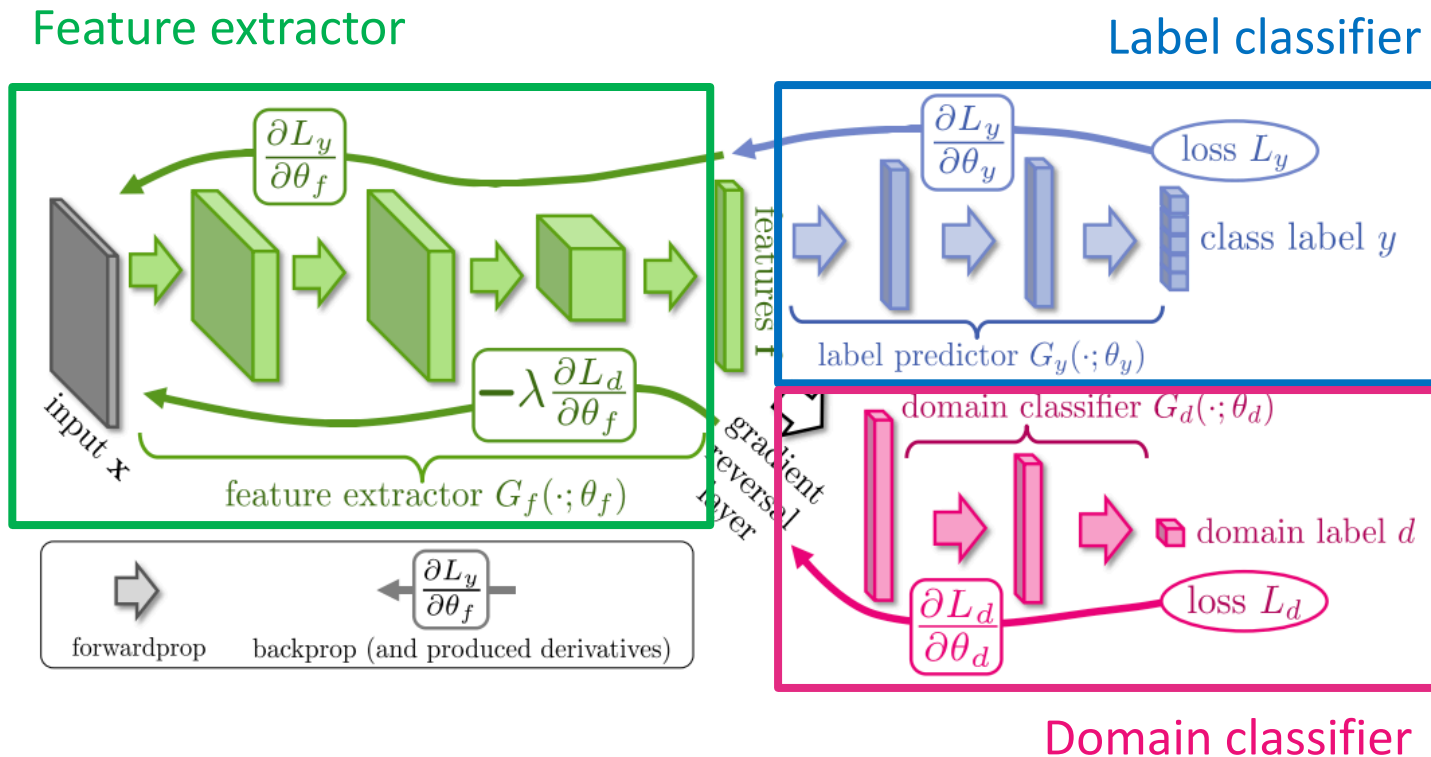 Feature extractor
Label classifier
∂L_y
∂θ_f
∂L_y
∂θ_y
loss L_y
features f
class label y
label predictor G_y(·; θ_y)
−λ ∂L_d
∂θ_f
input x
feature extractor G_f(·; θ_f)
gradient
reversal
layer
domain classifier G_d(·; θ_d)
domain label d
loss L_d
∂L_d
∂θ_d
∂L_y
∂θ_f
forwardprop
backprop (and produced derivatives)
Domain classifier